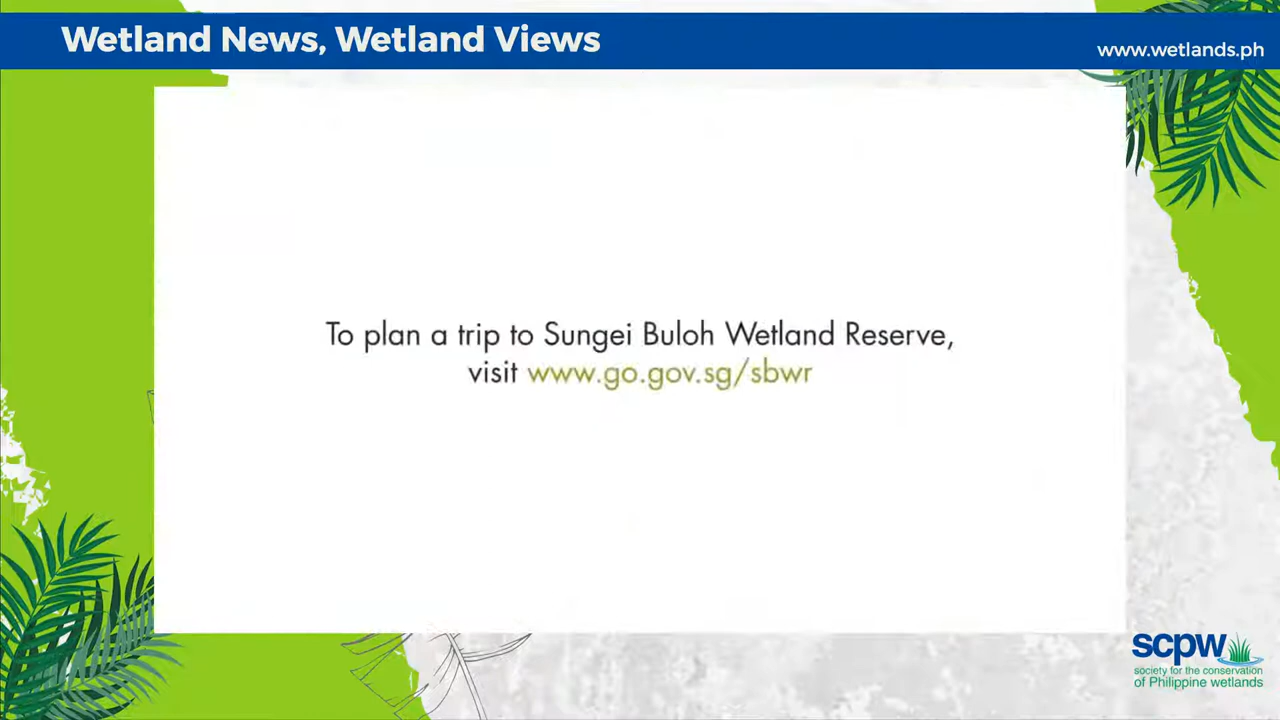 Wetland News, Wetland Views
www.wetlands.ph
To plan a trip to Sungei Buloh Wetland Reserve,
visit www.go.gov.sg/sbwr
scpw
society for the conservation
of Philippine wetlands